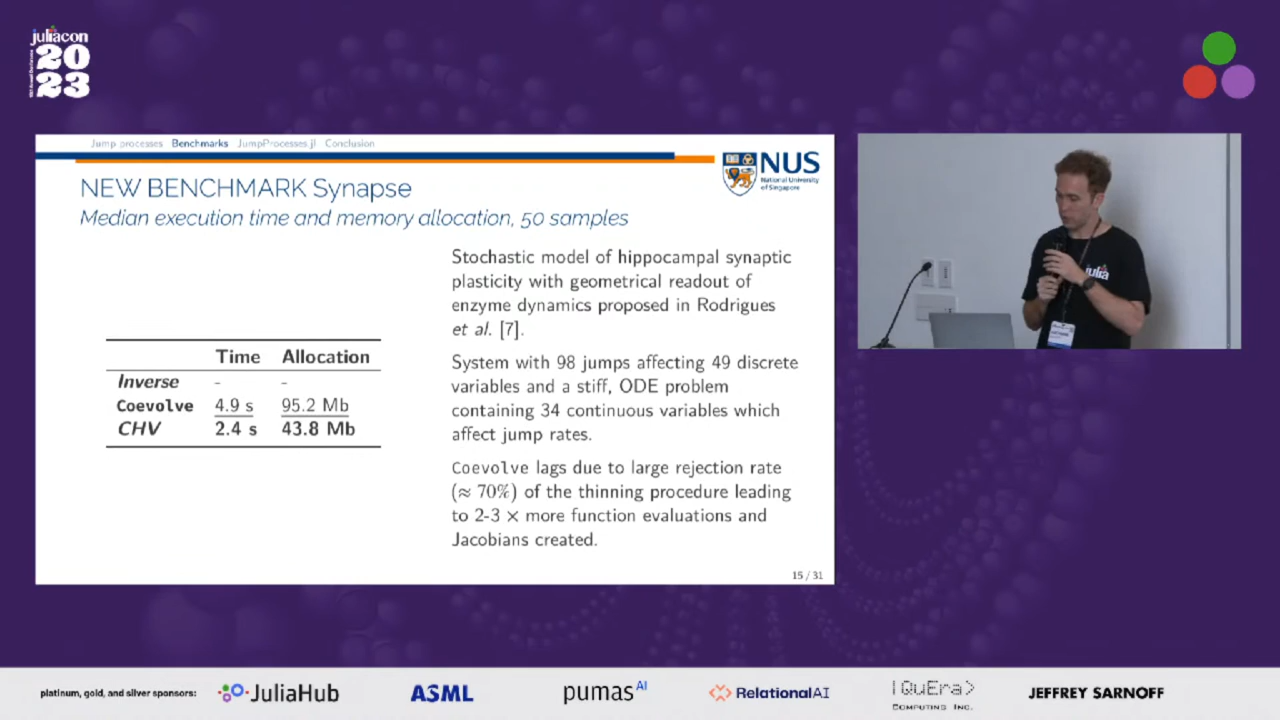 juliacon
20
23
Jump processes Benchmarks JumpProcesses.jl Conclusion
NUS
National University
of Singapore
NEW BENCHMARK Synapse
Median execution time and memory allocation, 50 samples
Time Allocation
Inverse - -
Coevolve 4.9 s 95.2 Mb
CHV 2.4 s 43.8 Mb
Stochastic model of hippocampal synaptic
plasticity with geometrical readout of
enzyme dynamics proposed in Rodrigues
et al. [7].
System with 98 jumps affecting 49 discrete
variables and a stiff, ODE problem
containing 34 continuous variables which
affect jump rates.
Coevolve lags due to large rejection rate
(≈ 70%) of the thinning procedure leading
to 2-3 × more function evaluations and
Jacobians created.
15 / 31
julia
platinum, gold, and silver sponsors:
JuliaHub
ASML
pumasAI
RelationalAI
|QuEra>
COMPUTING INC.
JEFFREY SARNOFF